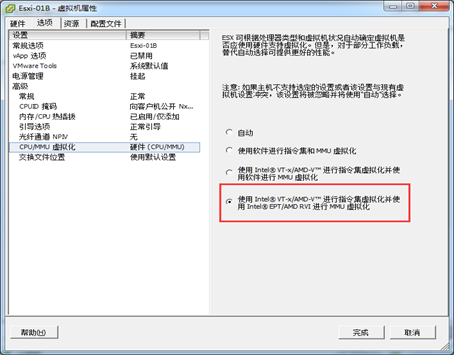 Esxi-01B - 虚拟机属性
硬件 选项 资源 配置文件
设置 摘要
常规选项 Esxi-01B
vApp 选项 已禁用
VMware Tools 系统默认值
电源管理 挂起
高级
常规 正常
CPUID 掩码 向客户机公开 Nx...
内存/CPU 热插拔 已启用/仅添加
引导选项 正常引导
光纤通道 NPIV 无
CPU/MMU 虚拟化 硬件 (CPU/MMU)
交换文件位置 使用默认设置
ESX 可根据处理器类型和虚拟机状况自动确定虚拟机是
否应使用硬件支持虚拟化。但是，对于部分工作负载，
替代自动选择可提供更好的性能。
注意: 如果主机不支持选定的设置或者该设置与现有虚
拟机设置冲突，该设置将被忽略并将使用"自动"选择。
自动
使用软件进行指令集和 MMU 虚拟化
使用 Intel® VT-x/AMD-V™ 进行指令集虚拟化并使
用软件进行 MMU 虚拟化
使用 Intel® VT-x/AMD-V™ 进行指令集虚拟化并使
用 Intel® EPT/AMD RVI 进行 MMU 虚拟化
帮助(H) 完成 取消